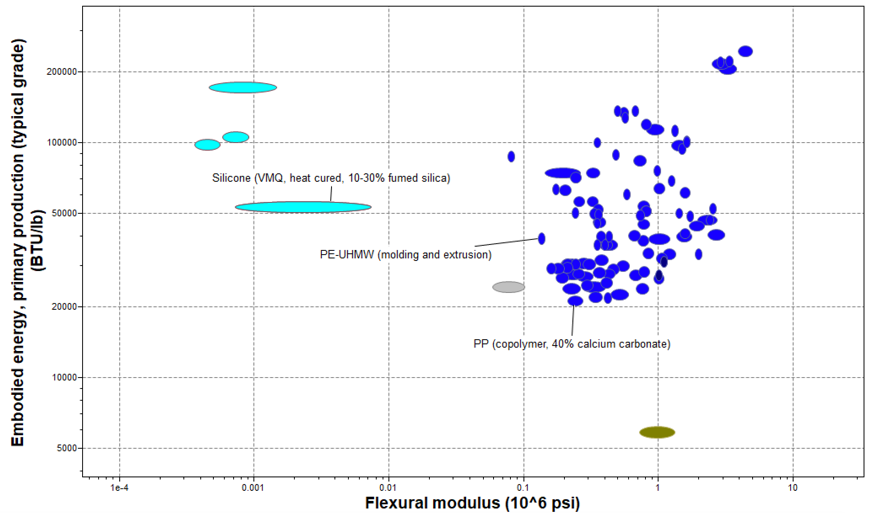 Embodied energy, primary production (typical grade)
(BTU/lb)
200000
100000
50000
20000
10000
5000
Silicone (VMQ, heat cured, 10-30% fumed silica)
PE-UHMW (molding and extrusion)
PP (copolymer, 40% calcium carbonate)
1e-4
0.001
0.01
0.1
1
10
Flexural modulus (10^6 psi)